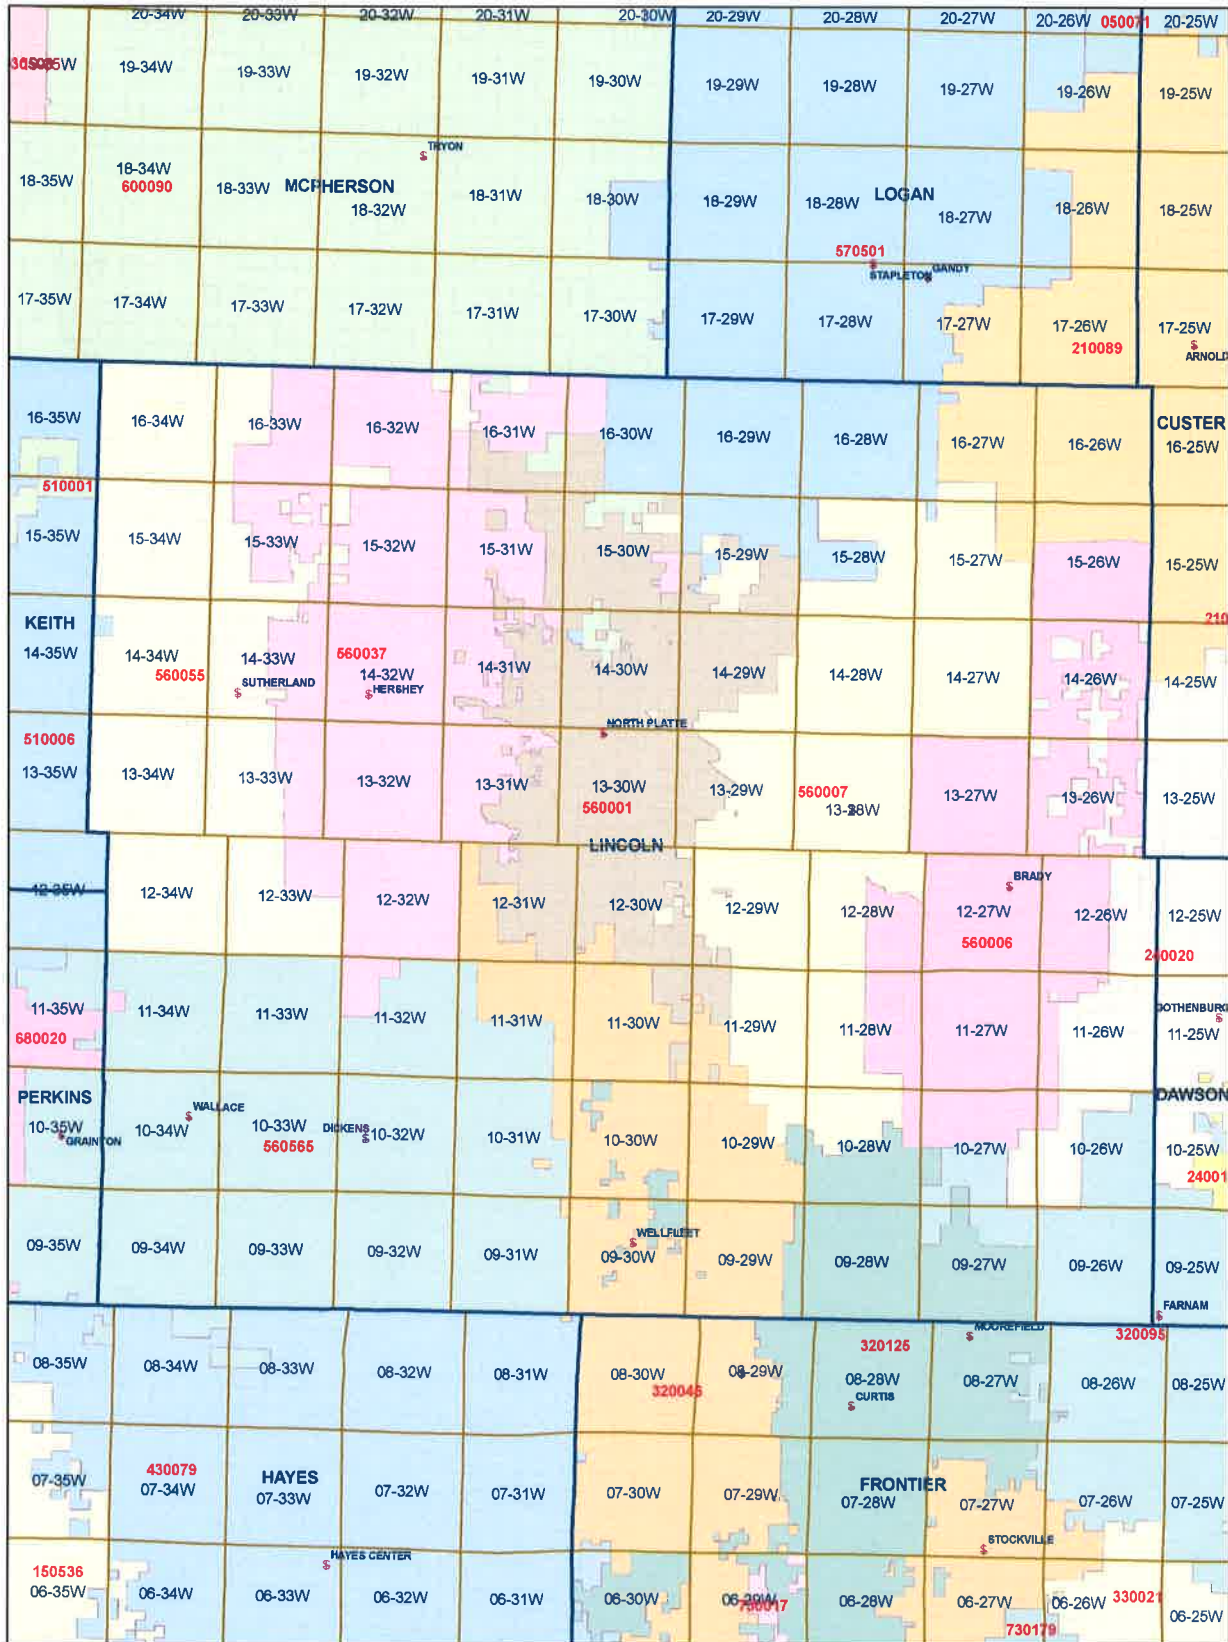 20-34W 20-33W 20-32W 20-31W 20-30W 20-29W 20-28W 20-27W 20-26W 050071 20-25W
19-34W 19-33W 19-32W 19-31W 19-30W 19-29W 19-28W 19-27W 19-26W 19-25W
TRYON
18-35W 18-34W 18-33W MCPHERSON 18-32W 18-31W 18-30W 18-29W 18-28W LOGAN 18-27W 18-26W 18-25W
600090
570501
STAPLETON GANDY
17-35W 17-34W 17-33W 17-32W 17-31W 17-30W 17-29W 17-28W 17-27W 17-26W 17-25W
210089
ARNOLD
CUSTER
16-35W 16-34W 16-33W 16-32W 16-31W 16-30W 16-29W 16-28W 16-27W 16-26W 16-25W
510001
15-35W 15-34W 15-33W 15-32W 15-31W 15-30W 15-29W 15-28W 15-27W 15-26W 15-25W
KEITH
210
14-35W 14-34W 14-33W 560037 14-32W 14-31W 14-30W 14-29W 14-28W 14-27W 14-26W 14-25W
560055
SUTHERLAND HERSHEY
NORTH PLATTE
510006
13-35W 13-34W 13-33W 13-32W 13-31W 13-30W 13-29W 560007 13-27W 13-26W 13-25W
560001
LINCOLN
BRADY
12-35W 12-34W 12-33W 12-32W 12-31W 12-30W 12-29W 12-28W 12-27W 12-26W 12-25W
560006
240020
GOTHENBURG
11-35W 11-34W 11-33W 11-32W 11-31W 11-30W 11-29W 11-28W 11-27W 11-26W 11-25W
680020
PERKINS DAWSON
WALLACE
10-35W 10-34W 10-33W DICKENS 10-32W 10-31W 10-30W 10-29W 10-28W 10-27W 10-26W 10-25W
GRAINTON
560565
24001
WELLFLEET
09-35W 09-34W 09-33W 09-32W 09-31W 09-30W 09-29W 09-28W 09-27W 09-26W 09-25W
FARNAM
MOOREFIELD
320125 320095
08-35W 08-34W 08-33W 08-32W 08-31W 08-30W 08-29W 08-28W 08-27W 08-26W 08-25W
320046
CURTIS
430079 HAYES FRONTIER
07-35W 07-34W 07-33W 07-32W 07-31W 07-30W 07-29W 07-28W 07-27W 07-26W 07-25W
STOCKVILLE
HAYES CENTER
150536
06-35W 06-34W 06-33W 06-32W 06-31W 06-30W 06-29W 06-28W 06-27W 06-26W 330021 06-25W
730179